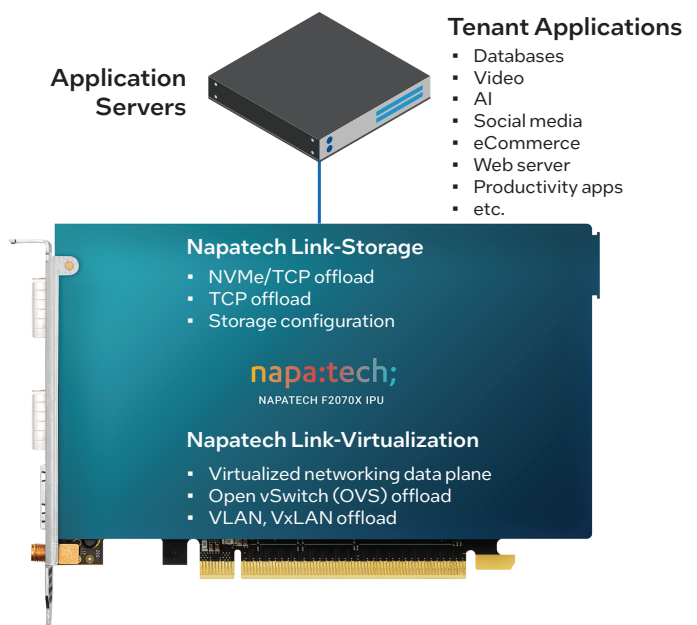 Application
Servers
Tenant Applications
▪ Databases
▪ Video
▪ AI
▪ Social media
▪ eCommerce
▪ Web server
▪ Productivity apps
▪ etc.
Napatech Link-Storage
▪ NVMe/TCP offload
▪ TCP offload
▪ Storage configuration
napa:tech;
NAPATECH F2070X IPU
Napatech Link-Virtualization
▪ Virtualized networking data plane
▪ Open vSwitch (OVS) offload
▪ VLAN, VxLAN offload